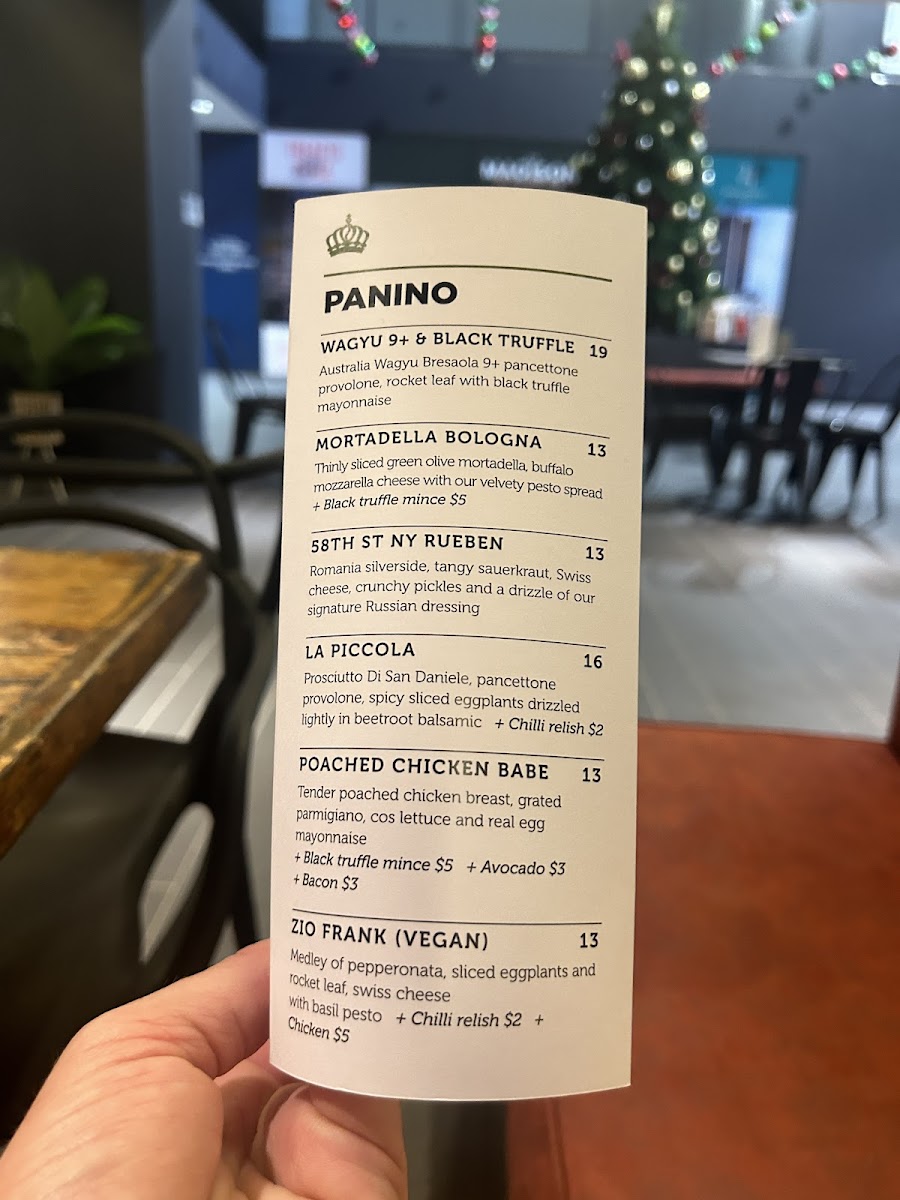 PANINO
WAGYU 9+ & BLACK TRUFFLE 19
Australia Wagyu Bresaola 9+ pancettone
provolone, rocket leaf with black truffle
mayonnaise
MORTADELLA BOLOGNA 13
Thinly sliced green olive mortadella, buffalo
mozzarella cheese with our velvety pesto spread
+ Black truffle mince $5
58TH ST NY RUEBEN 13
Romania silverside, tangy sauerkraut, Swiss
cheese, crunchy pickles and a drizzle of our
signature Russian dressing
LA PICCOLA 16
Prosciutto Di San Daniele, pancettone
provolone, spicy sliced eggplants drizzled
lightly in beetroot balsamic + Chilli relish $2
POACHED CHICKEN BABE 13
Tender poached chicken breast, grated
parmigiano, cos lettuce and real egg
mayonnaise
+ Black truffle mince $5 + Avocado $3
+ Bacon $3
ZIO FRANK (VEGAN) 13
Medley of pepperonata, sliced eggplants and
rocket leaf, swiss cheese
with basil pesto + Chilli relish $2 +
Chicken $5